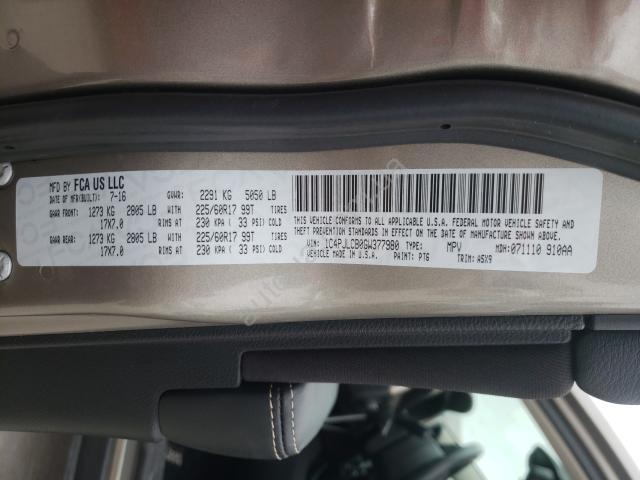 MFD BY FCA US LLC
DATE OF MFR(BUILT): 7-16 GVWR: 2291 KG 5050 LB
GAWR FRONT: 1273 KG 2805 LB WITH 225/60R17 99T TIRES
17X7.0 RIMS AT 230 KPA ( 33 PSI) COLD
GAWR REAR: 1273 KG 2805 LB WITH 225/60R17 99T TIRES
17X7.0 RIMS AT 230 KPA ( 33 PSI) COLD
THIS VEHICLE CONFORMS TO ALL APPLICABLE U.S.A. FEDERAL MOTOR VEHICLE SAFETY AND
THEFT PREVENTION STANDARDS IN EFFECT ON THE DATE OF MANUFACTURE SHOWN ABOVE.
VIN: 1C4PJLCB0GW377980 TYPE: MPV MDH: 071110 910AA
VEHICLE MADE IN U.S.A. PAINT: PTG TRIM: A5X9